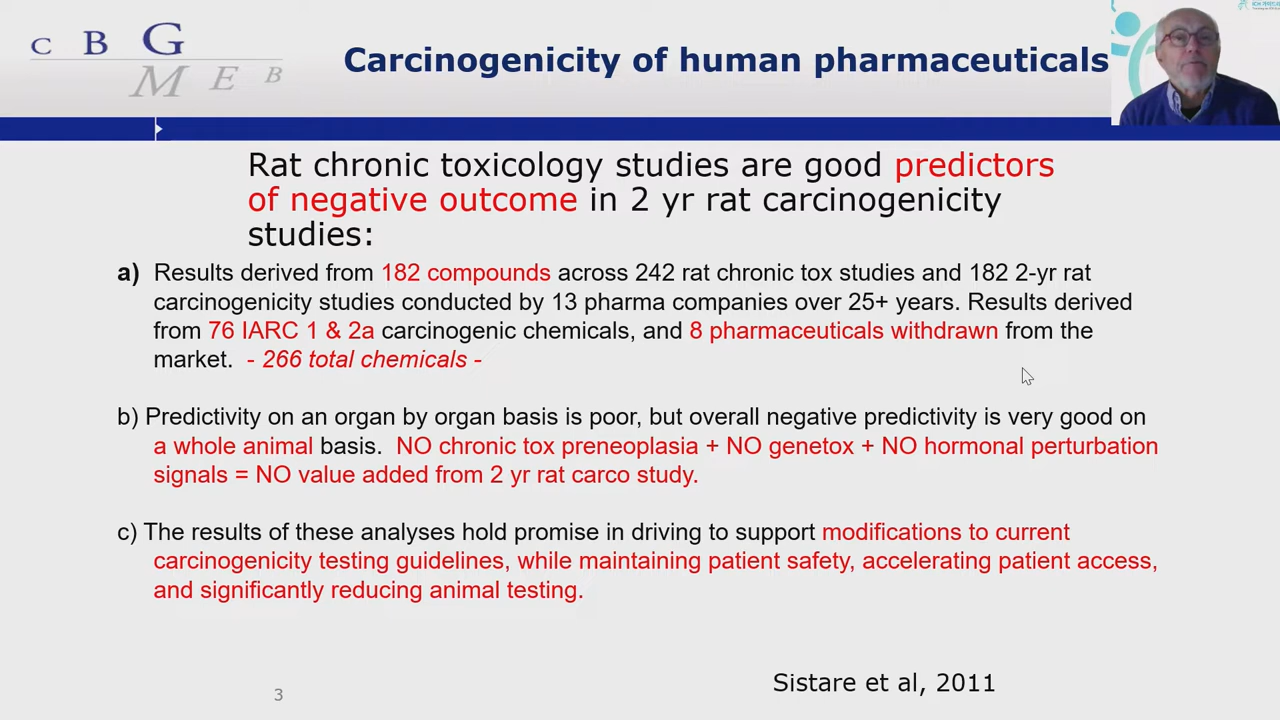 C B G
M E B
Carcinogenicity of human pharmaceuticals
Rat chronic toxicology studies are good predictors
of negative outcome in 2 yr rat carcinogenicity
studies:
a) Results derived from 182 compounds across 242 rat chronic tox studies and 182 2-yr rat
carcinogenicity studies conducted by 13 pharma companies over 25+ years. Results derived
from 76 IARC 1 & 2a carcinogenic chemicals, and 8 pharmaceuticals withdrawn from the
market. - 266 total chemicals -
b) Predictivity on an organ by organ basis is poor, but overall negative predictivity is very good on
a whole animal basis. NO chronic tox preneoplasia + NO genetox + NO hormonal perturbation
signals = NO value added from 2 yr rat carco study.
c) The results of these analyses hold promise in driving to support modifications to current
carcinogenicity testing guidelines, while maintaining patient safety, accelerating patient access,
and significantly reducing animal testing.
3
Sistare et al, 2011